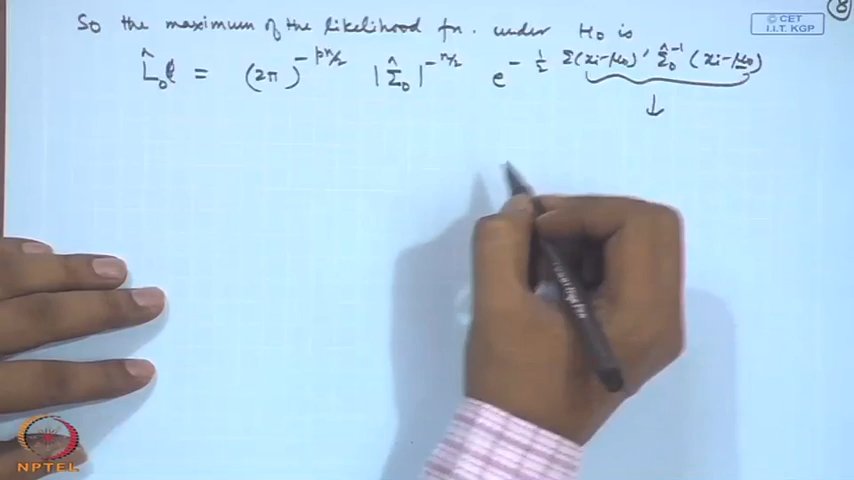 8
© CET
I.I.T. KGP
So the maximum of the likelihood fn. under H₀ is
L̂₀ = (2π)^{-pn/2} |Σ̂₀|^{-n/2} e^{-1/2 Σ(xi-μ₀)' Σ̂₀⁻¹ (xi-μ₀)}
↓
NPTEL